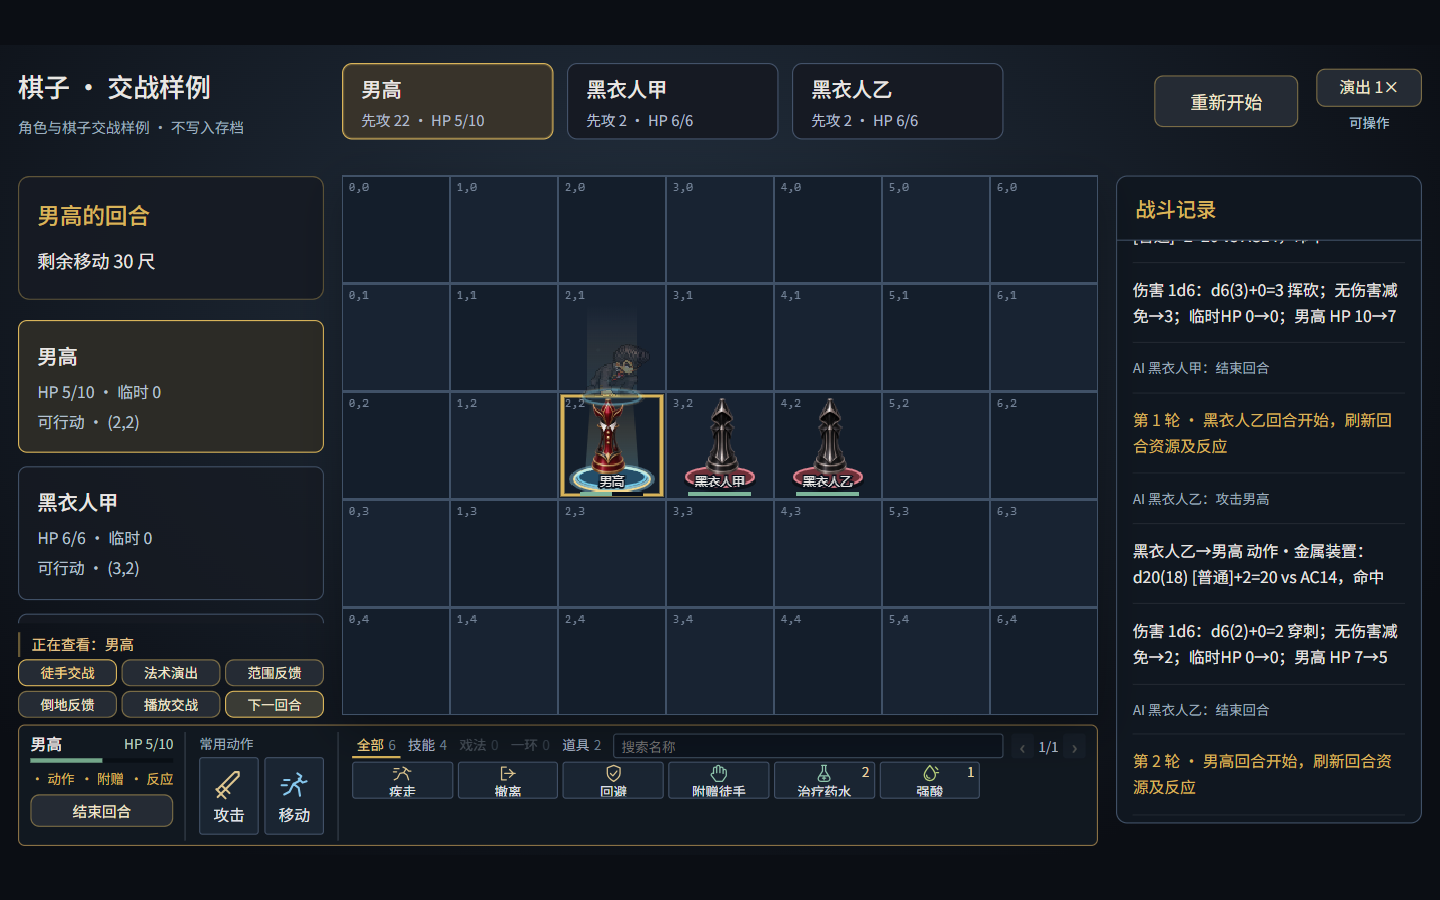 棋子 · 交战样例
角色与棋子交战样例 · 不写入存档
男高
先攻 22 · HP 5/10
黑衣人甲
先攻 2 · HP 6/6
黑衣人乙
先攻 2 · HP 6/6
重新开始
演出 1×
可操作
男高的回合
剩余移动 30 尺
男高
HP 5/10 · 临时 0
可行动 · (2,2)
黑衣人甲
HP 6/6 · 临时 0
可行动 · (3,2)
正在查看：男高
徒手交战
法术演出
范围反馈
倒地反馈
播放交战
下一回合
0,0
1,0
2,0
3,0
4,0
5,0
6,0
0,1
1,1
2,1
3,1
4,1
5,1
6,1
0,2
1,2
2,2
3,2
4,2
5,2
6,2
男高
黑衣人甲
黑衣人乙
0,3
1,3
2,3
3,3
4,3
5,3
6,3
0,4
1,4
2,4
3,4
4,4
5,4
6,4
战斗记录
伤害 1d6：d6(3)+0=3 挥砍；无伤害减
免→3；临时HP 0→0；男高 HP 10→7
AI 黑衣人甲：结束回合
第 1 轮 · 黑衣人乙回合开始，刷新回
合资源及反应
AI 黑衣人乙：攻击男高
黑衣人乙→男高 动作·金属装置：
d20(18) [普通]+2=20 vs AC14，命中
伤害 1d6：d6(2)+0=2 穿刺；无伤害减
免→2；临时HP 0→0；男高 HP 7→5
AI 黑衣人乙：结束回合
第 2 轮 · 男高回合开始，刷新回合资
源及反应
男高
HP 5/10
· 动作 · 附赠 · 反应
结束回合
常用动作
攻击
移动
全部 6
技能 4
戏法 0
一环 0
道具 2
搜索名称
‹ 1/1 ›
疾走
撤离
回避
附赠徒手
治疗药水
2
强酸
1